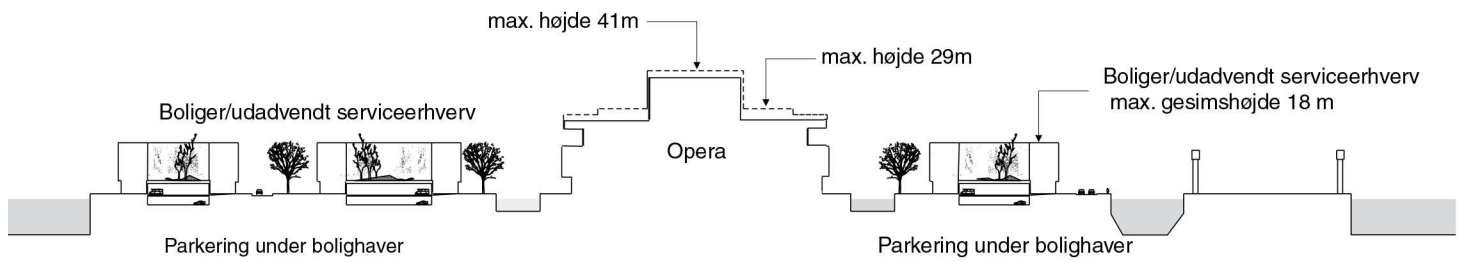 max. højde 41m
max. højde 29m
Boliger/udadvendt serviceerhverv
max. gesimshøjde 18 m
Boliger/udadvendt serviceerhverv
Opera
Parkering under bolighaver
Parkering under bolighaver